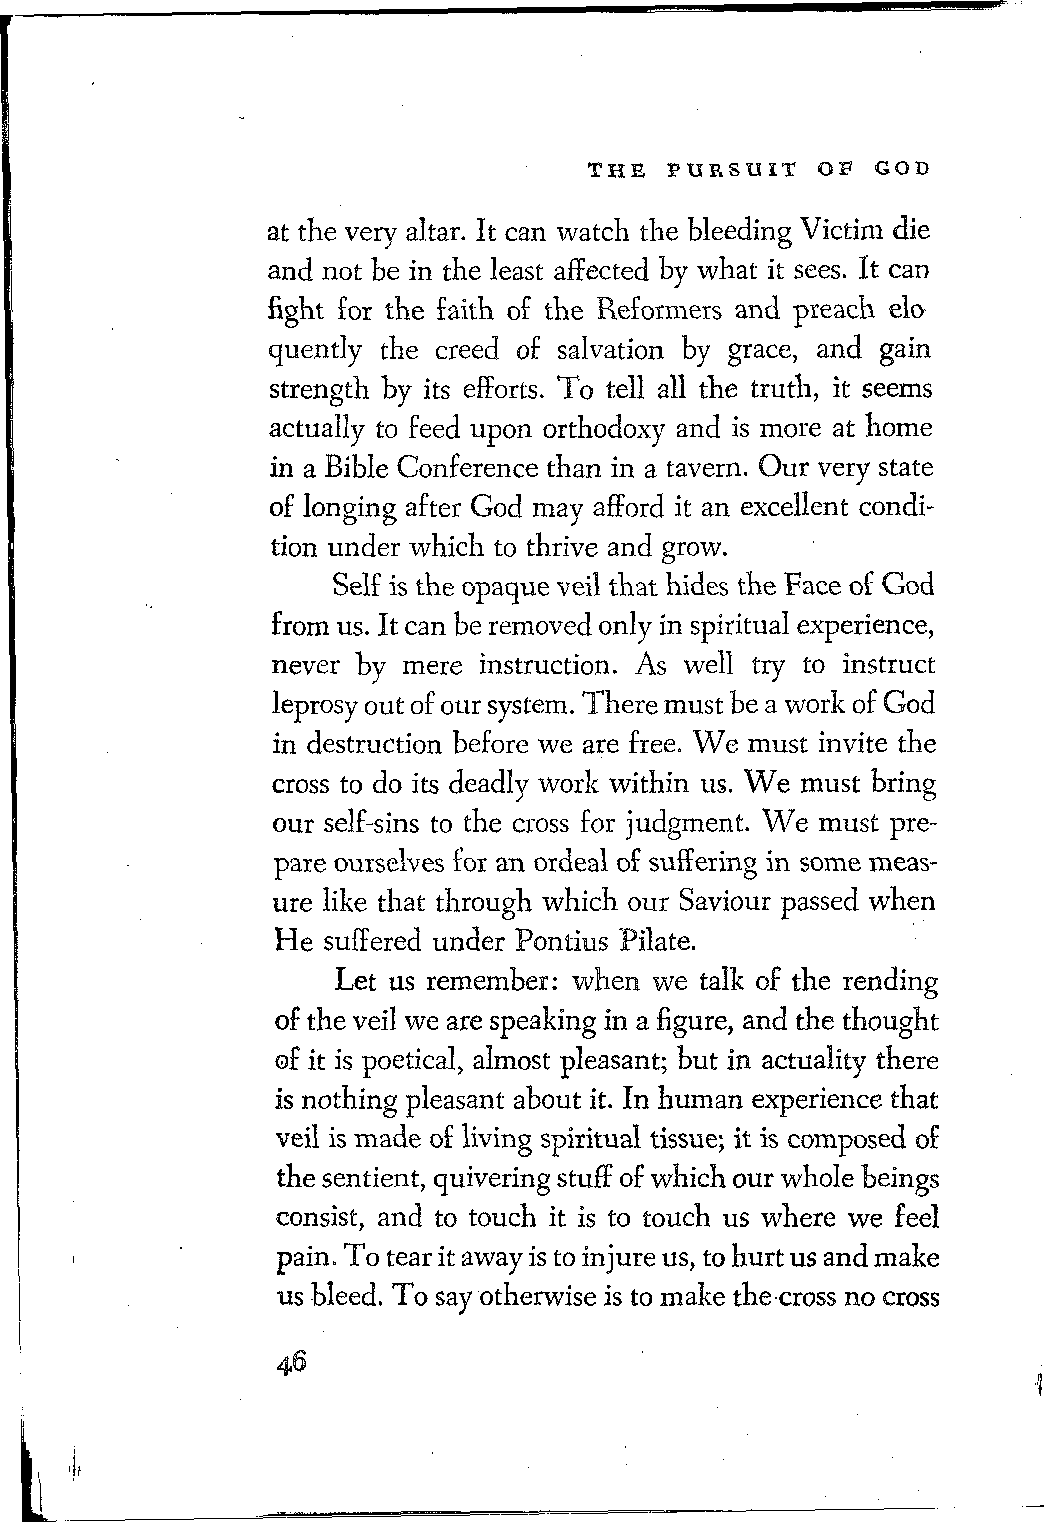 THE PURSUIT OF GOD
at the very altar. It can watch the bleeding Victim die
and not be in the least affected by what it sees. It can
fight for the faith of the Reformers and preach elo
quently the creed of salvation by grace, and gain
strength by its efforts. To tell all the truth, it seems
actually to feed upon orthodoxy and is more at home
in a Bible Conference than in a tavern. Our very state
of longing after God may afford it an excellent condi-
tion under which to thrive and grow.
Self is the opaque veil that hides the Face of God
from us. It can be removed only in spiritual experience,
never by mere instruction. As well try to instruct
leprosy out of our system. There must be a work of God
in destruction before we are free. We must invite the
cross to do its deadly work within us. We must bring
our self-sins to the cross for judgment. We must pre-
pare ourselves for an ordeal of suffering in some meas-
ure like that through which our Saviour passed when
He suffered under Pontius Pilate.
Let us remember: when we talk of the rending
of the veil we are speaking in a figure, and the thought
of it is poetical, almost pleasant; but in actuality there
is nothing pleasant about it. In human experience that
veil is made of living spiritual tissue; it is composed of
the sentient, quivering stuff of which our whole beings
consist, and to touch it is to touch us where we feel
pain. To tear it away is to injure us, to hurt us and make
us bleed. To say otherwise is to make the cross no cross
46